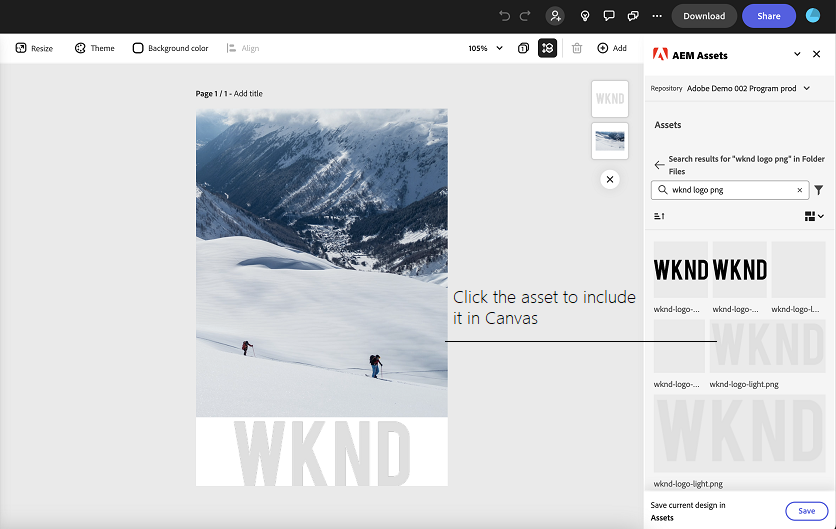 Download
Share
Resize
Theme
Background color
Align
105%
Add
AEM Assets
Repository Adobe Demo 002 Program prod
Page 1 / 1 - Add title
WKND
Assets
Search results for "wknd logo png" in Folder
Files
wknd logo png
WKND WKND
wknd-logo-... wknd-logo-... wknd-logo-l...
Click the asset to include
it in Canvas
WKND
wknd-logo-... wknd-logo-light.png
WKND
WKND
wknd-logo-light.png
Save current design in
Assets
Save